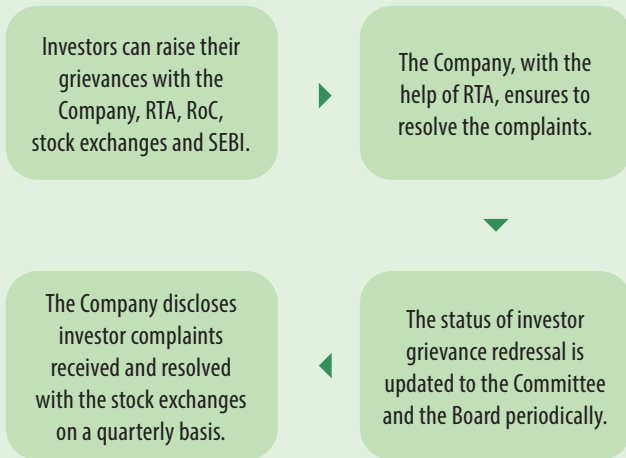 Investors can raise their
grievances with the
Company, RTA, RoC,
stock exchanges and SEBI.
The Company, with the
help of RTA, ensures to
resolve the complaints.
The status of investor
grievance redressal is
updated to the Committee
and the Board periodically.
The Company discloses
investor complaints
received and resolved
with the stock exchanges
on a quarterly basis.